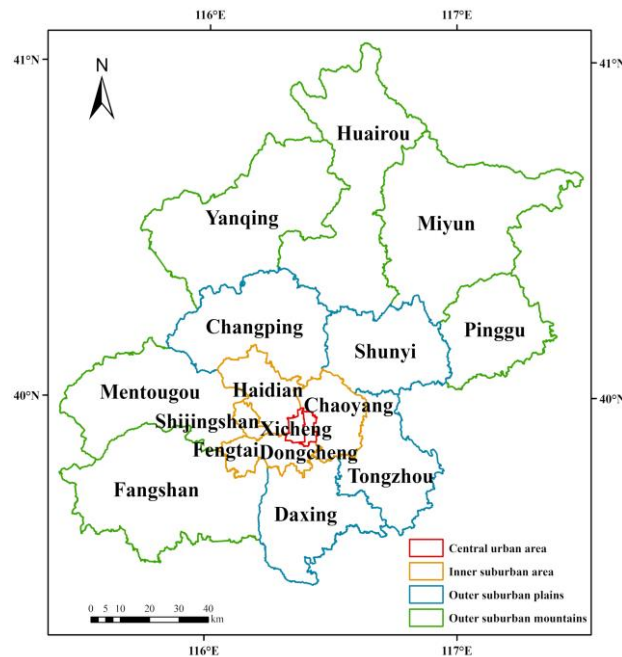 116°E 117°E
41°N 41°N
N
Huairou
Yanqing
Miyun
Changping
Shunyi
Pinggu
40°N 40°N
Mentougou
Haidian
Chaoyang
Shijingshan
Xicheng
Fengtai
Dongcheng
Tongzhou
Fangshan
Daxing
Central urban area
Inner suburban area
Outer suburban plains
Outer suburban mountains
0 5 10 20 30 40
km
116°E 117°E